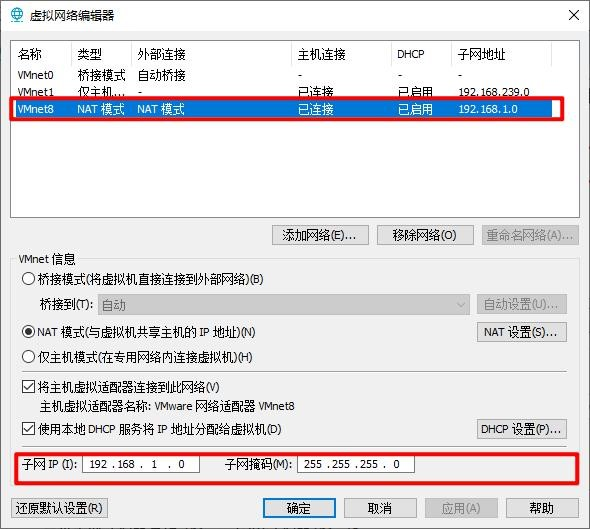 虚拟网络编辑器
名称 类型 外部连接 主机连接 DHCP 子网地址
VMnet0 桥接模式 自动桥接 - - -
VMnet1 仅主机... - 已连接 已启用 192.168.239.0
VMnet8 NAT 模式 NAT 模式 已连接 已启用 192.168.1.0
添加网络(E)... 移除网络(O) 重命名网络(A)...
VMnet 信息
桥接模式(将虚拟机直接连接到外部网络)(B)
桥接到(T): 自动 自动设置(U)...
NAT 模式(与虚拟机共享主机的 IP 地址)(N) NAT 设置(S)...
仅主机模式(在专用网络内连接虚拟机)(H)
将主机虚拟适配器连接到此网络(V)
主机虚拟适配器名称: VMware 网络适配器 VMnet8
使用本地 DHCP 服务将 IP 地址分配给虚拟机(D) DHCP 设置(P)...
子网 IP (I): 192 .168 . 1 . 0 子网掩码(M): 255 .255 .255 . 0
还原默认设置(R) 确定 取消 应用(A) 帮助